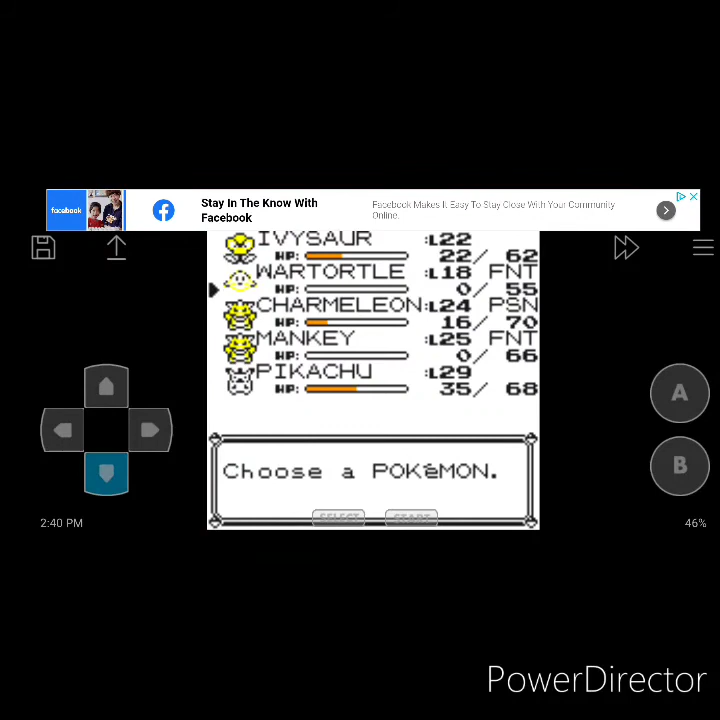 facebook
Stay In The Know With
Facebook
Facebook Makes It Easy To Stay Close With Your Community
Online.
IVYSAUR :L22
HP: 22/ 62
WARTORTLE :L18 FNT
HP: 0/ 55
CHARMELEON :L24 PSN
HP: 16/ 70
MANKEY :L25 FNT
HP: 0/ 66
PIKACHU :L29
HP: 35/ 68
Choose a POKéMON.
SELECT START
A
B
2:40 PM
46%
PowerDirector